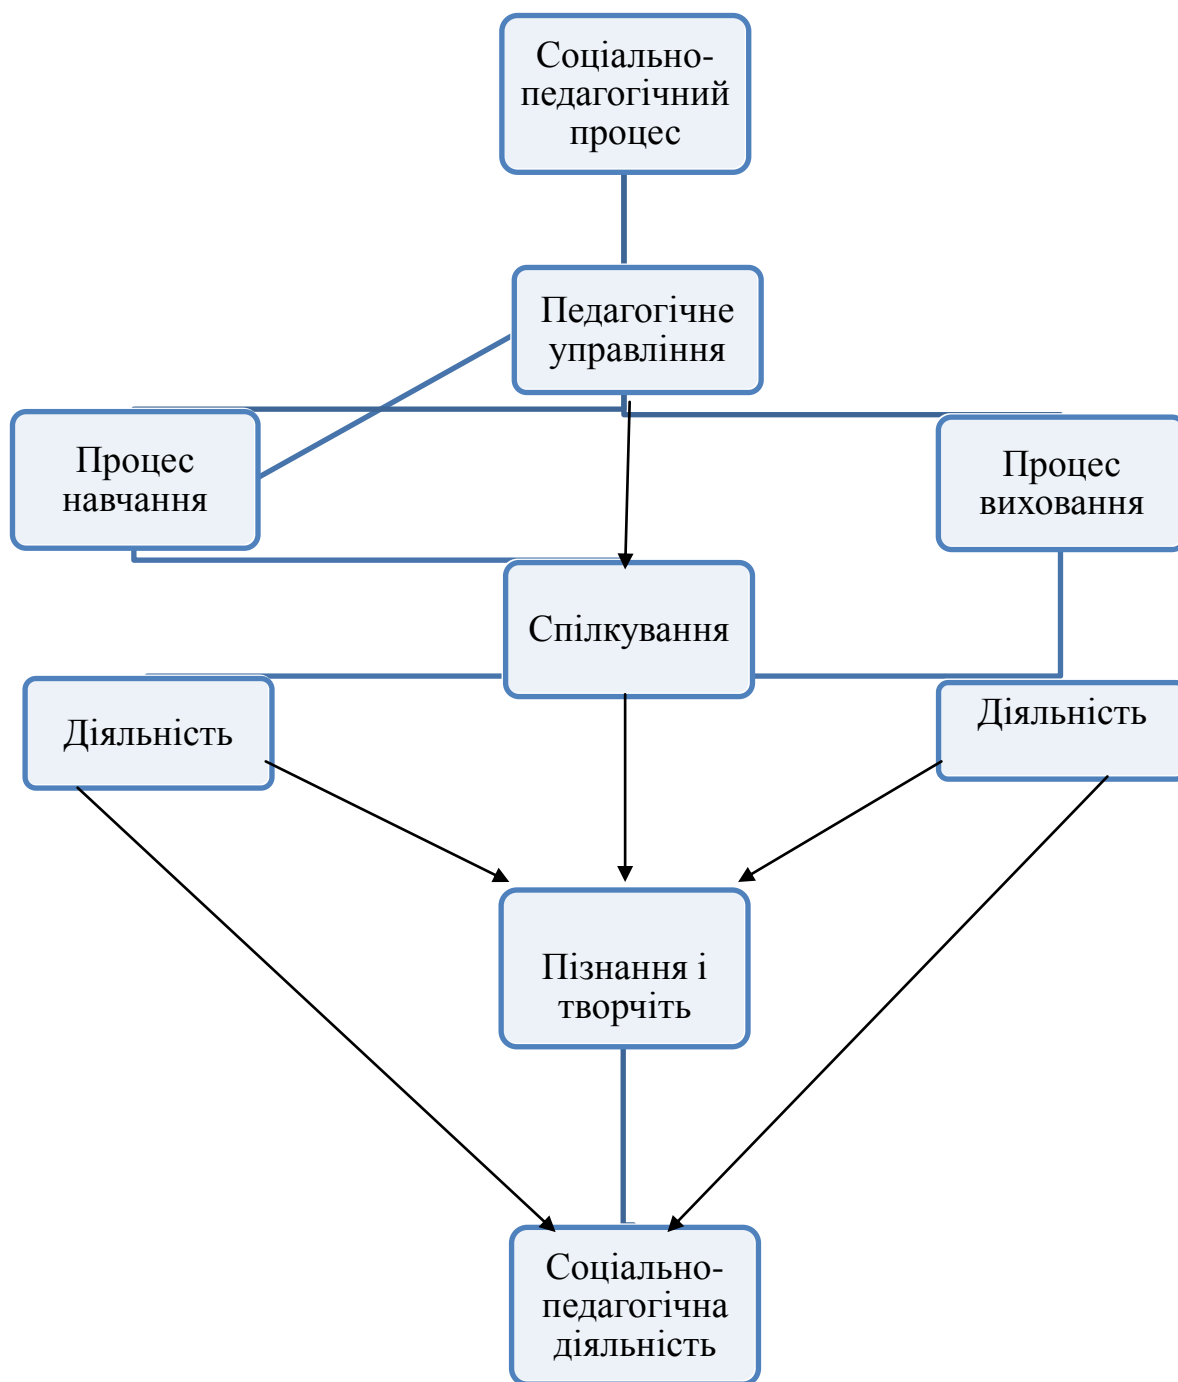 Соціально-
педагогічний
процес
Педагогічне
управління
Процес
навчання
Процес
виховання
Спілкування
Діяльність
Діяльність
Пізнання і
творчіть
Соціально-
педагогічна
діяльність